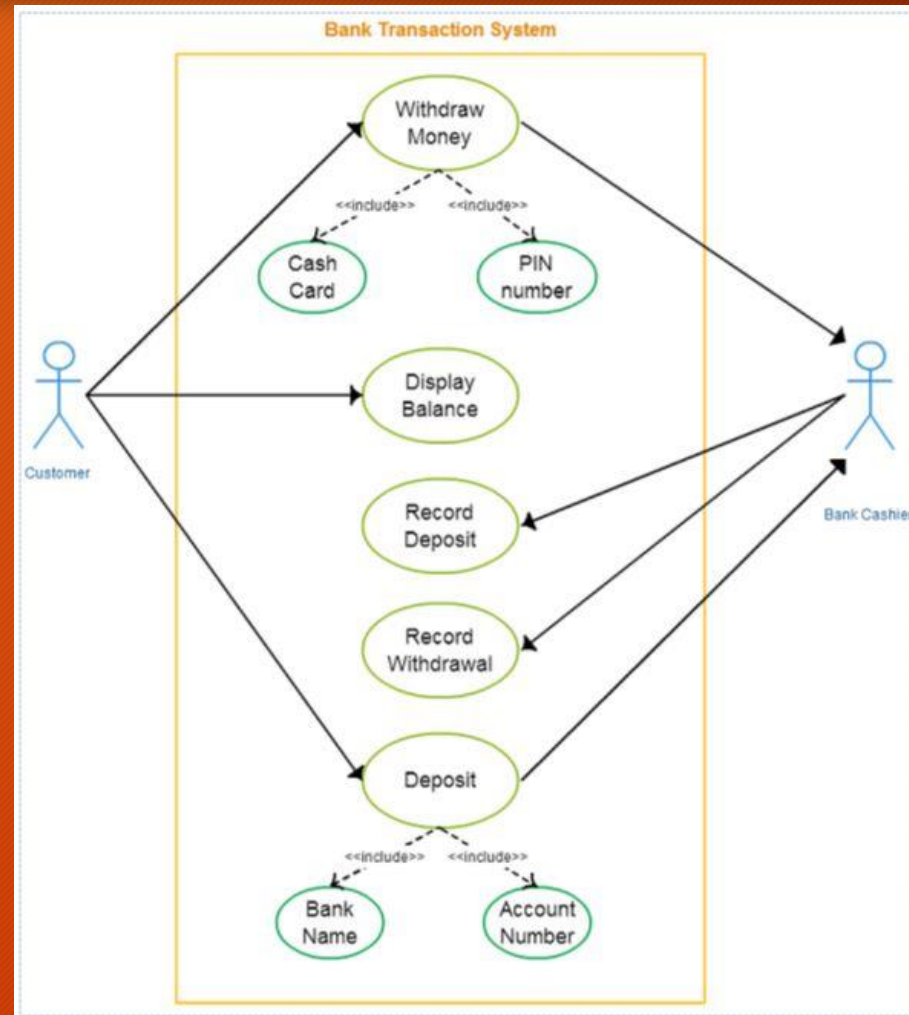 Bank Transaction System
Withdraw
Money
<<include>>
<<include>>
Cash
Card
PIN
number
Display
Balance
Customer
Record
Deposit
Bank Cashier
Record
Withdrawal
Deposit
<<include>>
<<include>>
Bank
Name
Account
Number